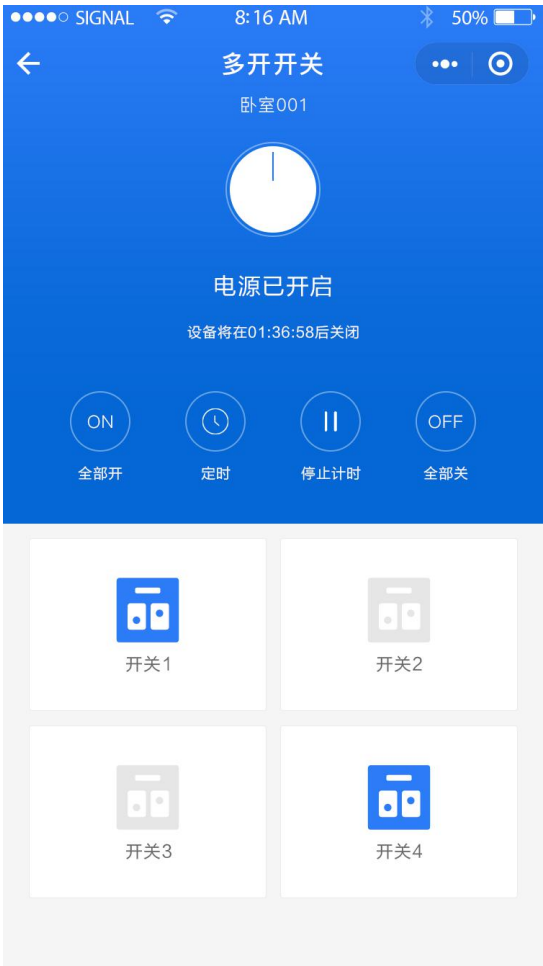 SIGNAL 8:16 AM 50%
多开开关
卧室001
电源已开启
设备将在01:36:58后关闭
ON OFF
全部开 定时 停止计时 全部关
开关1 开关2
开关3 开关4